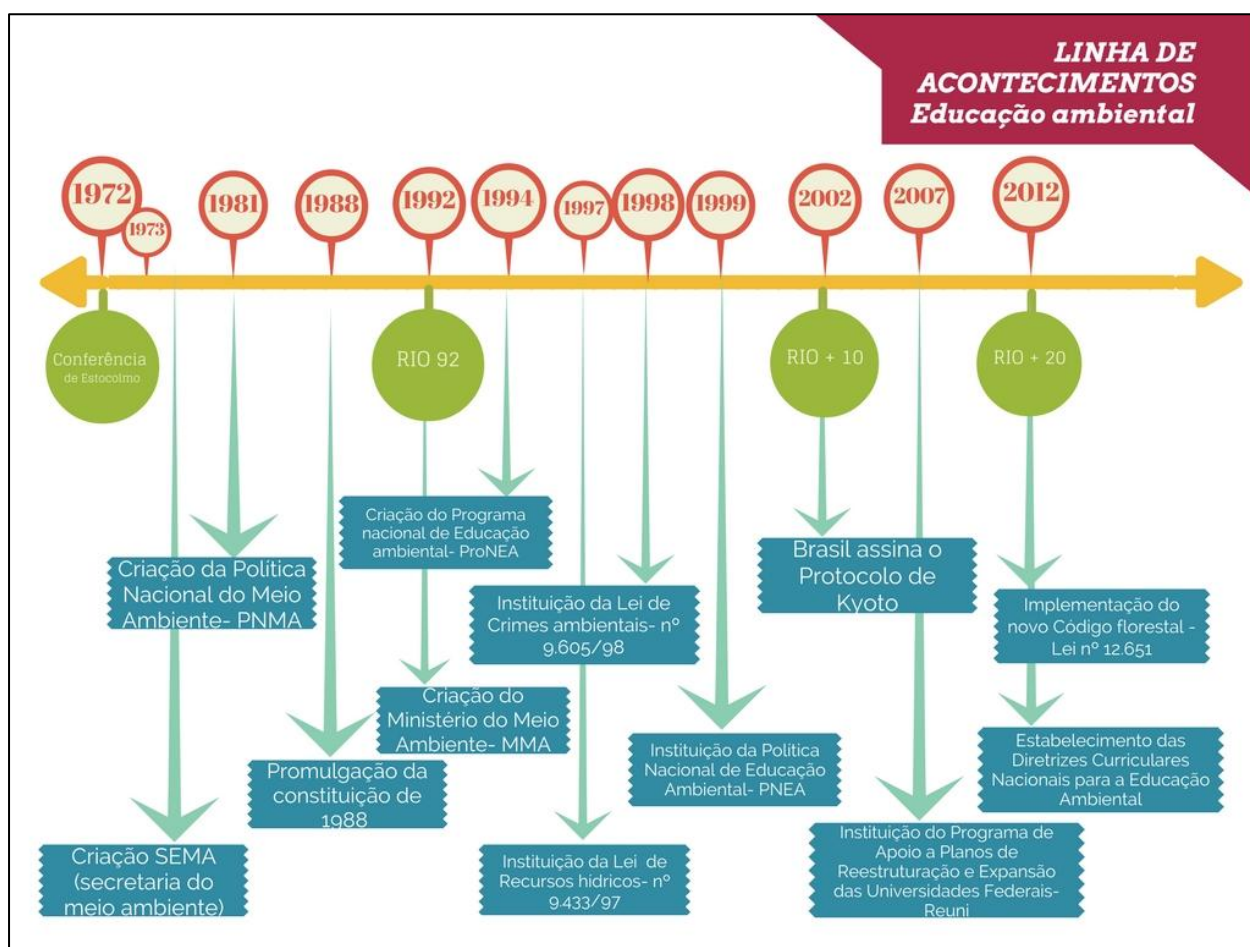 LINHA DE
ACONTECIMENTOS
Educação ambiental
1972
1973
1981
1988
1992
1994
1997
1998
1999
2002
2007
2012
Conferência
de Estocolmo
RIO 92
RIO + 10
RIO + 20
Criação do Programa
nacional de Educação
ambiental- ProNEA
Criação da Política
Nacional do Meio
Ambiente- PNMA
Brasil assina o
Protocolo de
Kyoto
Instituição da Lei de
Crimes ambientais- nº
9.605/98
Implementação do
novo Código florestal -
Lei nº 12.651
Criação do
Ministério do Meio
Ambiente- MMA
Promulgação da
constituição de
1988
Instituição da Política
Nacional de Educação
Ambiental- PNEA
Estabelecimento das
Diretrizes Curriculares
Nacionais para a Educação
Ambiental
Criação SEMA
(secretaria do
meio ambiente)
Instituição da Lei de
Recursos hidricos- nº
9.433/97
Instituição do Programa de
Apoio a Planos de
Reestruturação e Expansão
das Universidades Federais-
Reuni